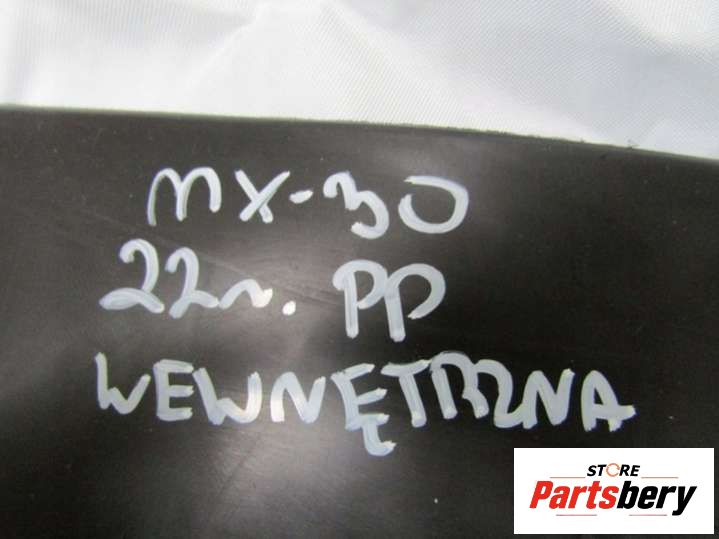 MX-30
22r. PP
WEWNĘTRZNA
STORE
Partsbery